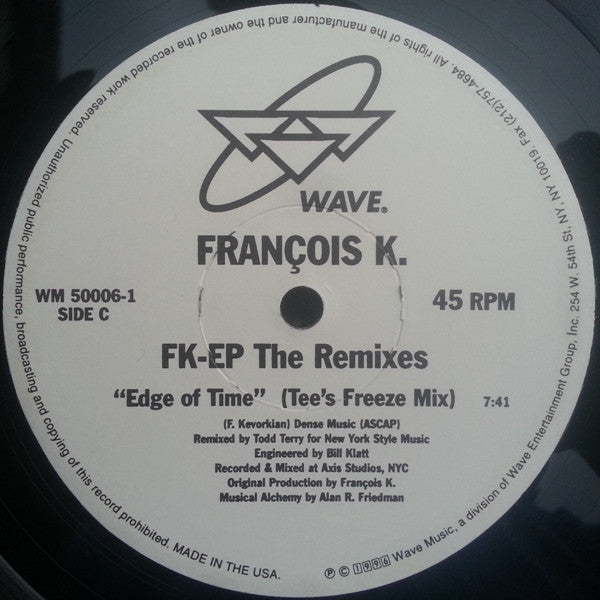 WAVE®
FRANÇOIS K.
WM 50006-1
SIDE C
45 RPM
FK-EP The Remixes
“Edge of Time” (Tee's Freeze Mix) 7:41
(F. Kevorkian) Dense Music (ASCAP)
Remixed by Todd Terry for New York Style Music
Engineered by Bill Klatt
Recorded & Mixed at Axis Studios, NYC
Original Production by François K.
Musical Alchemy by Alan R. Friedman
℗ © 1996 Wave Music, a division of Wave Entertainment Group, Inc. 254 W. 54th St, NY, NY 10019. Fax (212)757-4684. All rights of the manufacturer and the owner of the recorded work reserved. Unauthorized public performance, broadcasting and copying of this record prohibited. MADE IN THE USA.